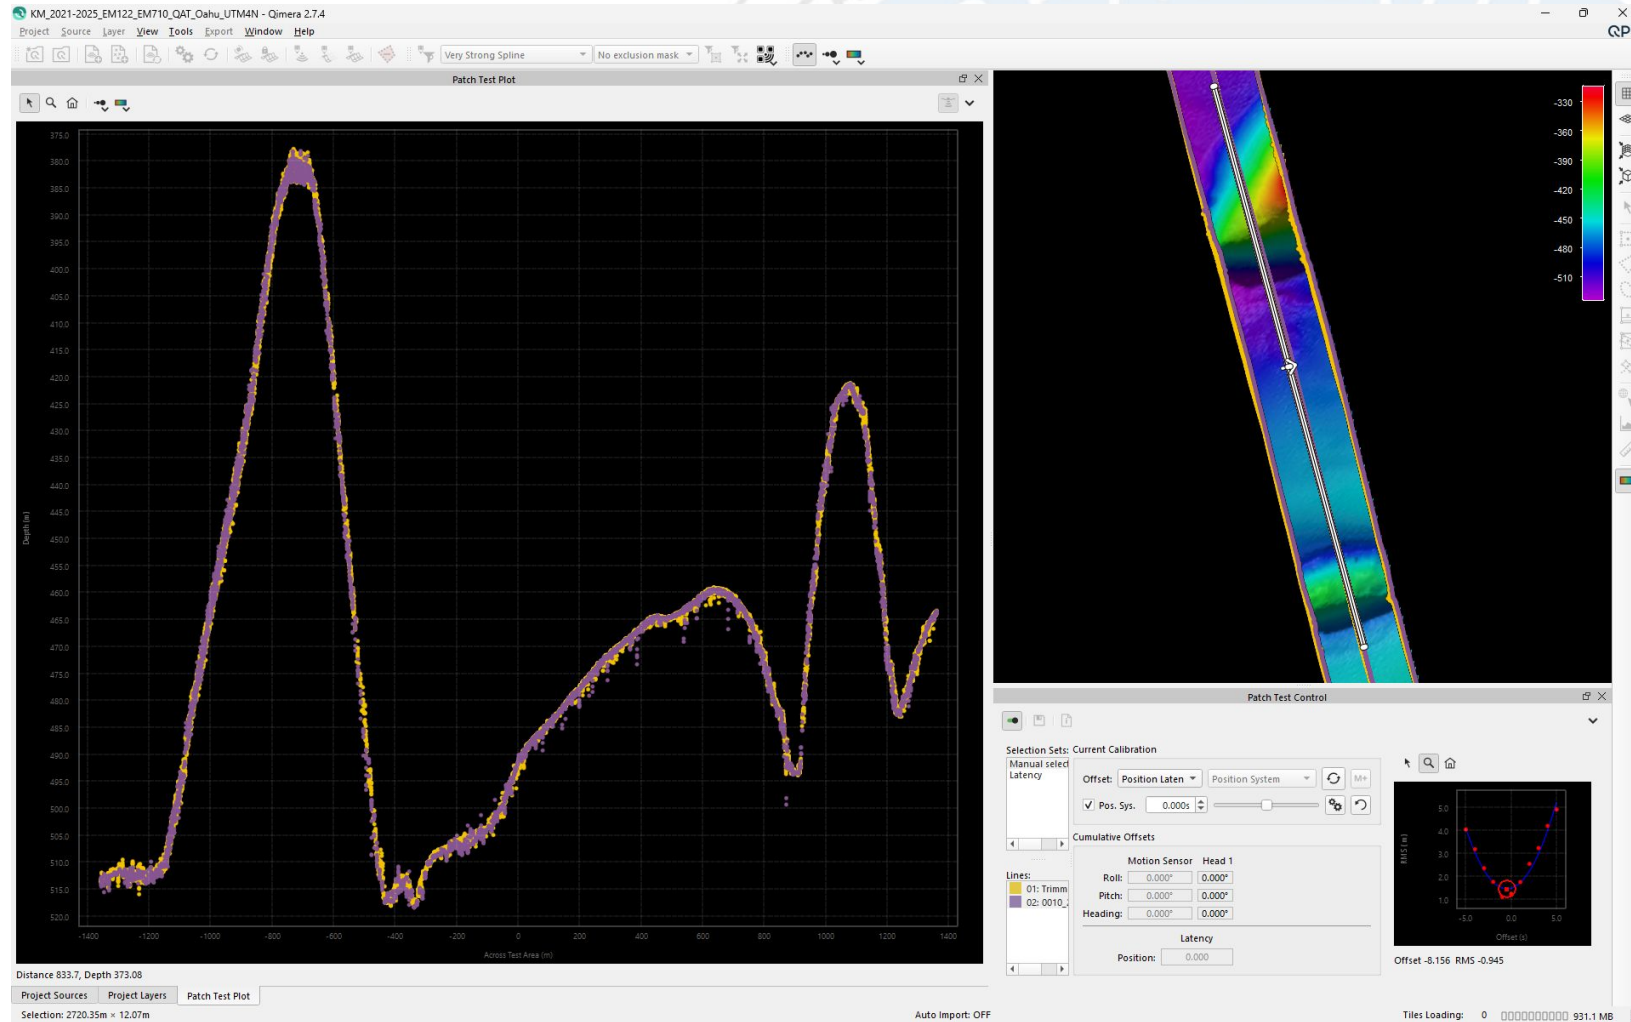 KM_2021-2025_EM122_EM710_QAT_Oahu_UTM4N - Qimera 2.7.4
Project Source Layer View Tools Export Window Help
QP
Very Strong Spline No exclusion mask
Patch Test Plot
375.0
380.0
385.0
390.0
395.0
400.0
405.0
410.0
415.0
420.0
425.0
430.0
435.0
440.0
445.0
450.0
455.0
460.0
465.0
470.0
475.0
480.0
485.0
490.0
495.0
500.0
505.0
510.0
515.0
520.0
Depth (m)
-1400 -1200 -1000 -800 -600 -400 -200 0 200 400 600 800 1000 1200 1400
Across Test Area (m)
Distance 833.7, Depth 373.08
Project Sources Project Layers Patch Test Plot
Selection: 2720.35m × 12.07m
Auto Import: OFF
-330
-360
-390
-420
-450
-480
-510
Patch Test Control
Selection Sets:
Manual select
Latency
Current Calibration
Offset: Position Laten Position System M+
Pos. Sys. 0.000s
Cumulative Offsets
Motion Sensor Head 1
Roll: 0.000° 0.000°
Pitch: 0.000° 0.000°
Heading: 0.000° 0.000°
Latency
Position: 0.000
Lines:
01: Trimm
02: 0010_2
5.0
4.0
3.0
2.0
1.0
RMS (m)
-5.0 0.0 5.0
Offset (s)
Offset -8.156 RMS -0.945
Tiles Loading: 0 931.1 MB